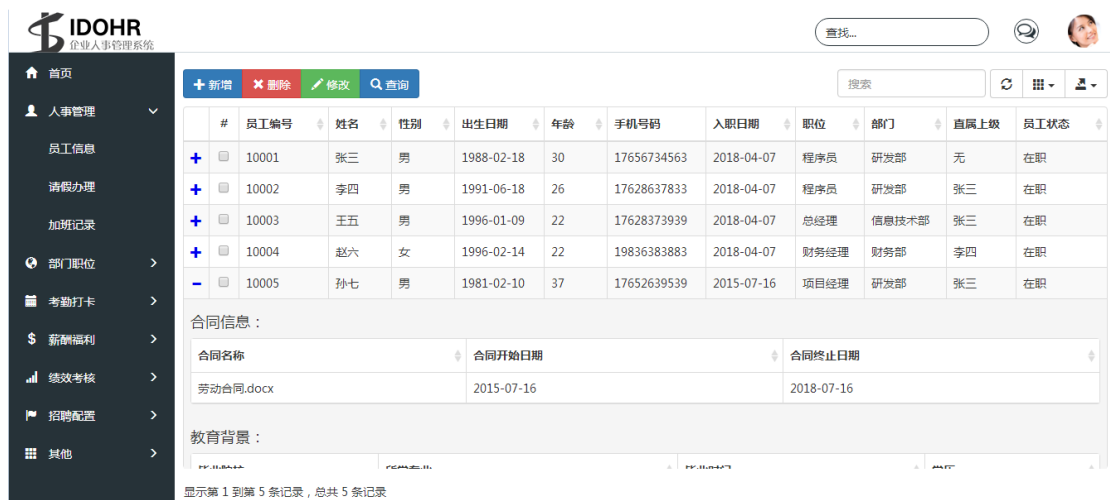 IDOHR
企业人事管理系统
查找...
首页
人事管理
员工信息
请假办理
加班记录
部门职位
考勤打卡
薪酬福利
绩效考核
招聘配置
其他
新增 删除 修改 查询 搜索
# 员工编号 姓名 性别 出生日期 年龄 手机号码 入职日期 职位 部门 直属上级 员工状态
10001 张三 男 1988-02-18 30 17656734563 2018-04-07 程序员 研发部 无 在职
10002 李四 男 1991-06-18 26 17628637833 2018-04-07 程序员 研发部 张三 在职
10003 王五 男 1996-01-09 22 17628373939 2018-04-07 总经理 信息技术部 张三 在职
10004 赵六 女 1996-02-14 22 19836383883 2018-04-07 财务经理 财务部 李四 在职
10005 孙七 男 1981-02-10 37 17652639539 2015-07-16 项目经理 研发部 张三 在职
合同信息：
合同名称 合同开始日期 合同终止日期
劳动合同.docx 2015-07-16 2018-07-16
教育背景：
显示第 1 到第 5 条记录，总共 5 条记录